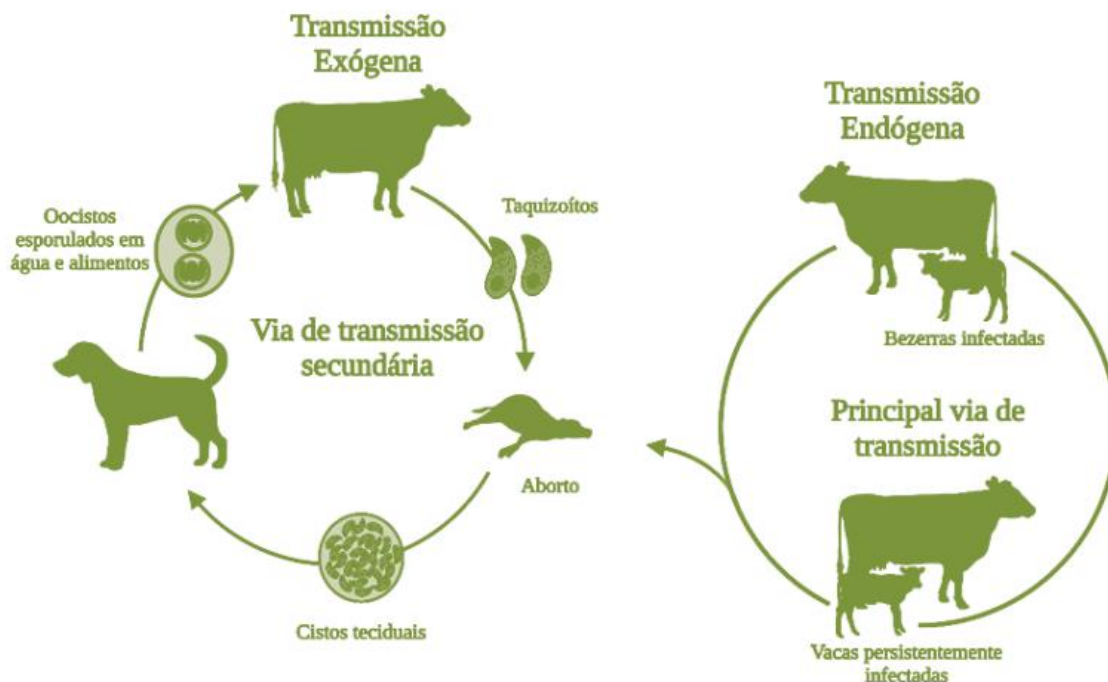 Transmissão
Exógena
Oocistos
esporulados em
água e alimentos
Taquizoítos
Via de transmissão
secundária
Aborto
Cistos teciduais
Transmissão
Endógena
Bezerras infectadas
Principal via de
transmissão
Vacas persistentemente
infectadas